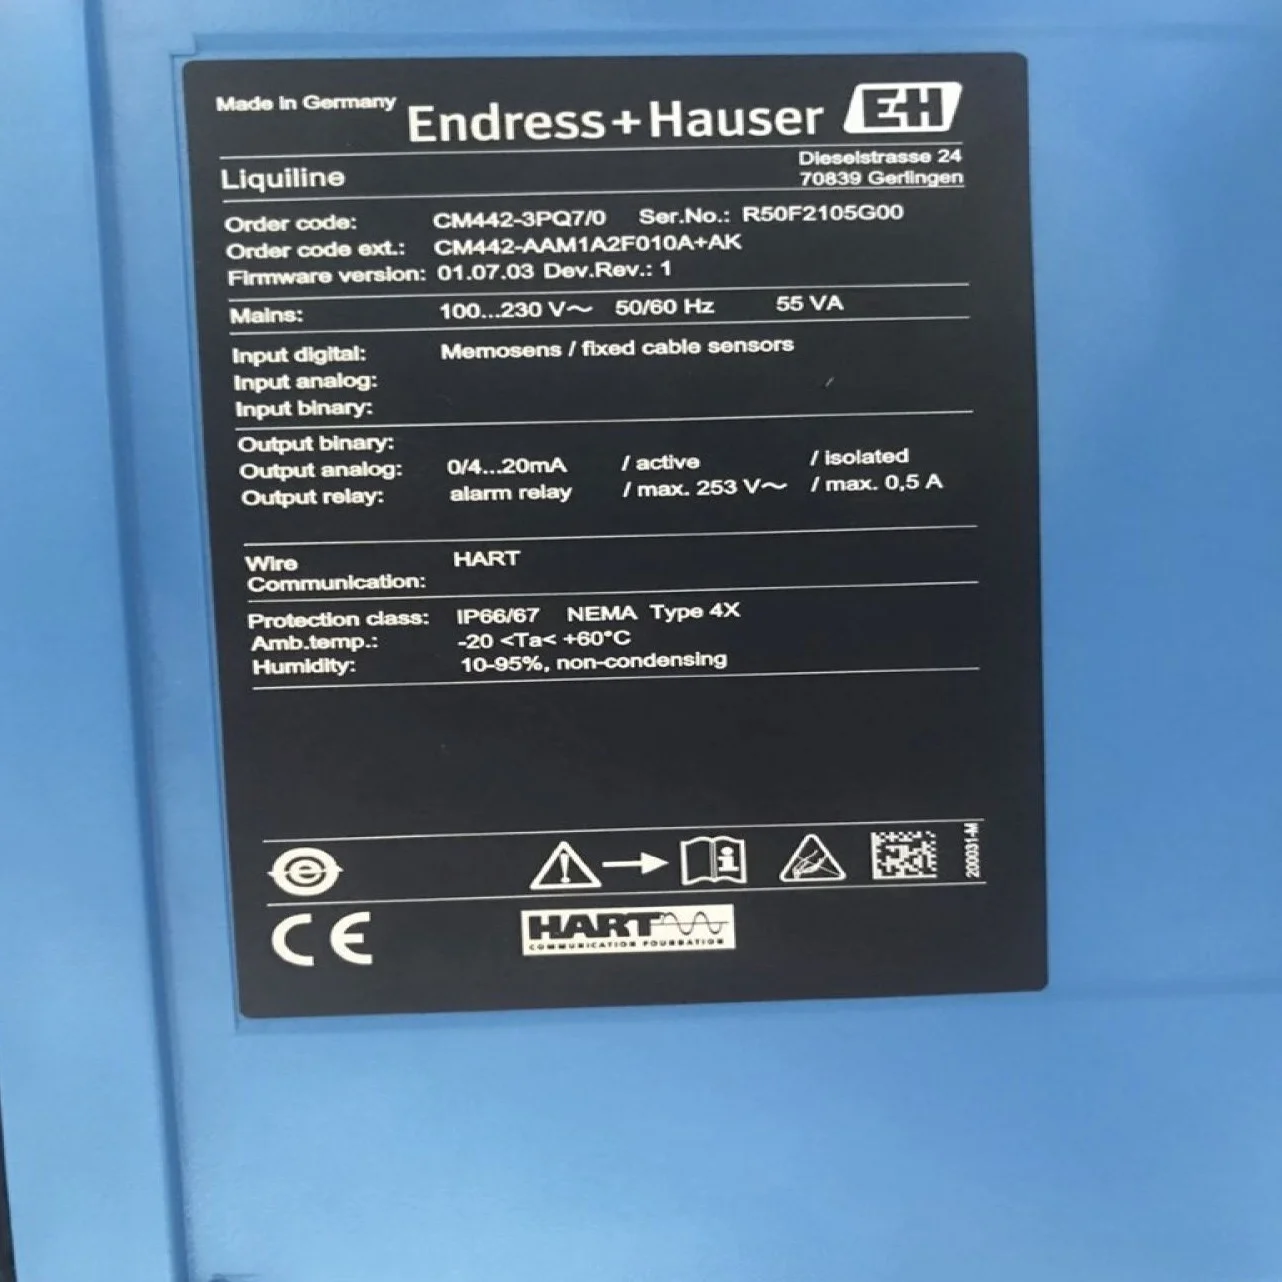 Made in Germany Endress+Hauser EH
Liquiline Dieselstrasse 24
70839 Gerlingen
Order code: CM442-3PQ7/0 Ser.No.: R50F2105G00
Order code ext.: CM442-AAM1A2F010A+AK
Firmware version: 01.07.03 Dev.Rev.: 1
Mains: 100...230 V~ 50/60 Hz 55 VA
Input digital: Memosens / fixed cable sensors
Input analog:
Input binary:
Output binary:
Output analog: 0/4...20mA / active / isolated
Output relay: alarm relay / max. 253 V~ / max. 0,5 A
Wire HART
Communication:
Protection class: IP66/67 NEMA Type 4X
Amb.temp.: -20 <Ta< +60°C
Humidity: 10-95%, non-condensing
e
200031-M
CE
HART
COMMUNICATION FOUNDATION